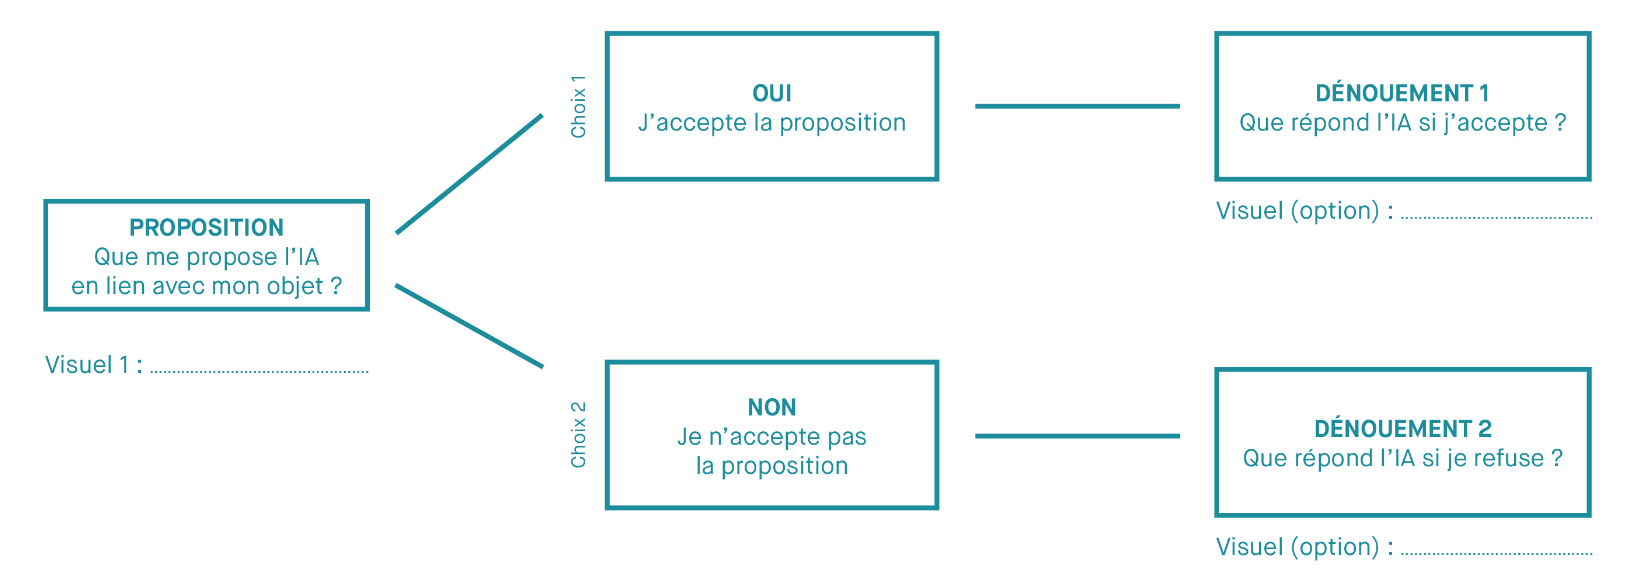 PROPOSITION
Que me propose l’IA
en lien avec mon objet ?
Visuel 1 : ................................................
Choix 1
OUI
J’accepte la proposition
DÉNOUEMENT 1
Que répond l’IA si j’accepte ?
Visuel (option) : ..........................................
Choix 2
NON
Je n’accepte pas
la proposition
DÉNOUEMENT 2
Que répond l’IA si je refuse ?
Visuel (option) : ..........................................